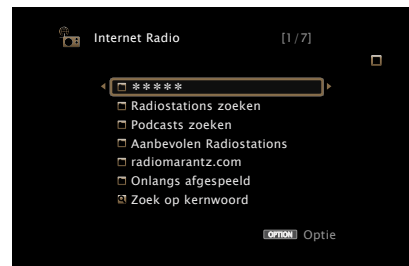 Internet Radio [1/7]
*****
Radiostations zoeken
Podcasts zoeken
Aanbevolen Radiostations
radiomarantz.com
Onlangs afgespeeld
Zoek op kernwoord
OPTION Optie